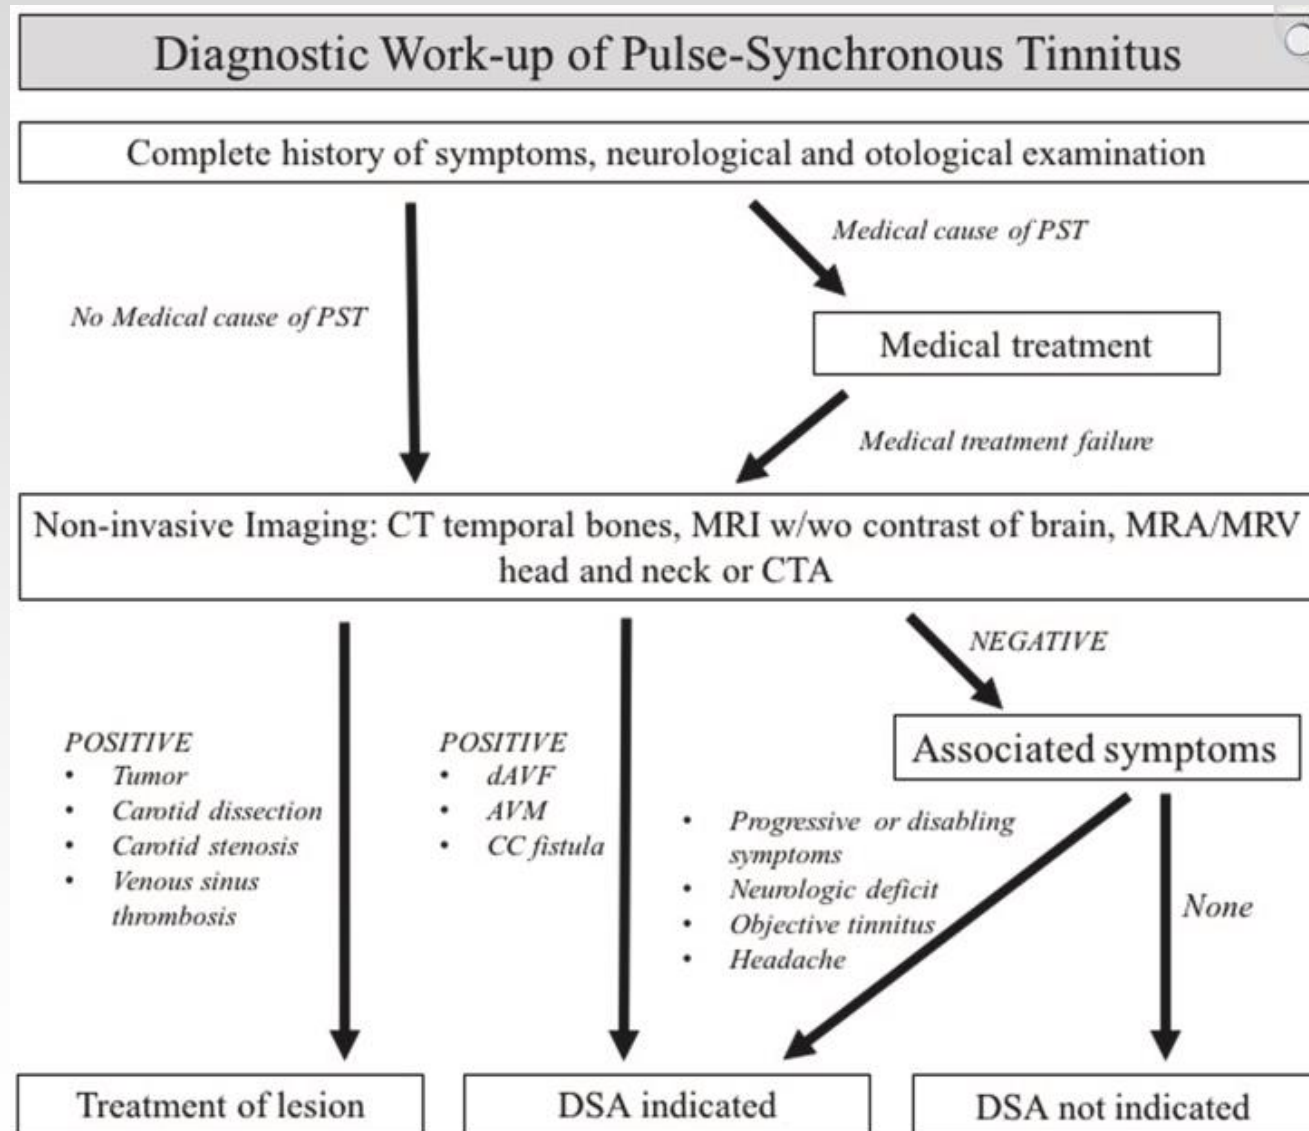 Diagnostic Work-up of Pulse-Synchronous Tinnitus
Complete history of symptoms, neurological and otological examination
Medical cause of PST
No Medical cause of PST
Medical treatment
Medical treatment failure
Non-invasive Imaging: CT temporal bones, MRI w/wo contrast of brain, MRA/MRV
head and neck or CTA
NEGATIVE
Associated symptoms
POSITIVE
• Tumor
• Carotid dissection
• Carotid stenosis
• Venous sinus
thrombosis
POSITIVE
• dAVF
• AVM
• CC fistula
• Progressive or disabling
symptoms
• Neurologic deficit
• Objective tinnitus
• Headache
None
Treatment of lesion
DSA indicated
DSA not indicated